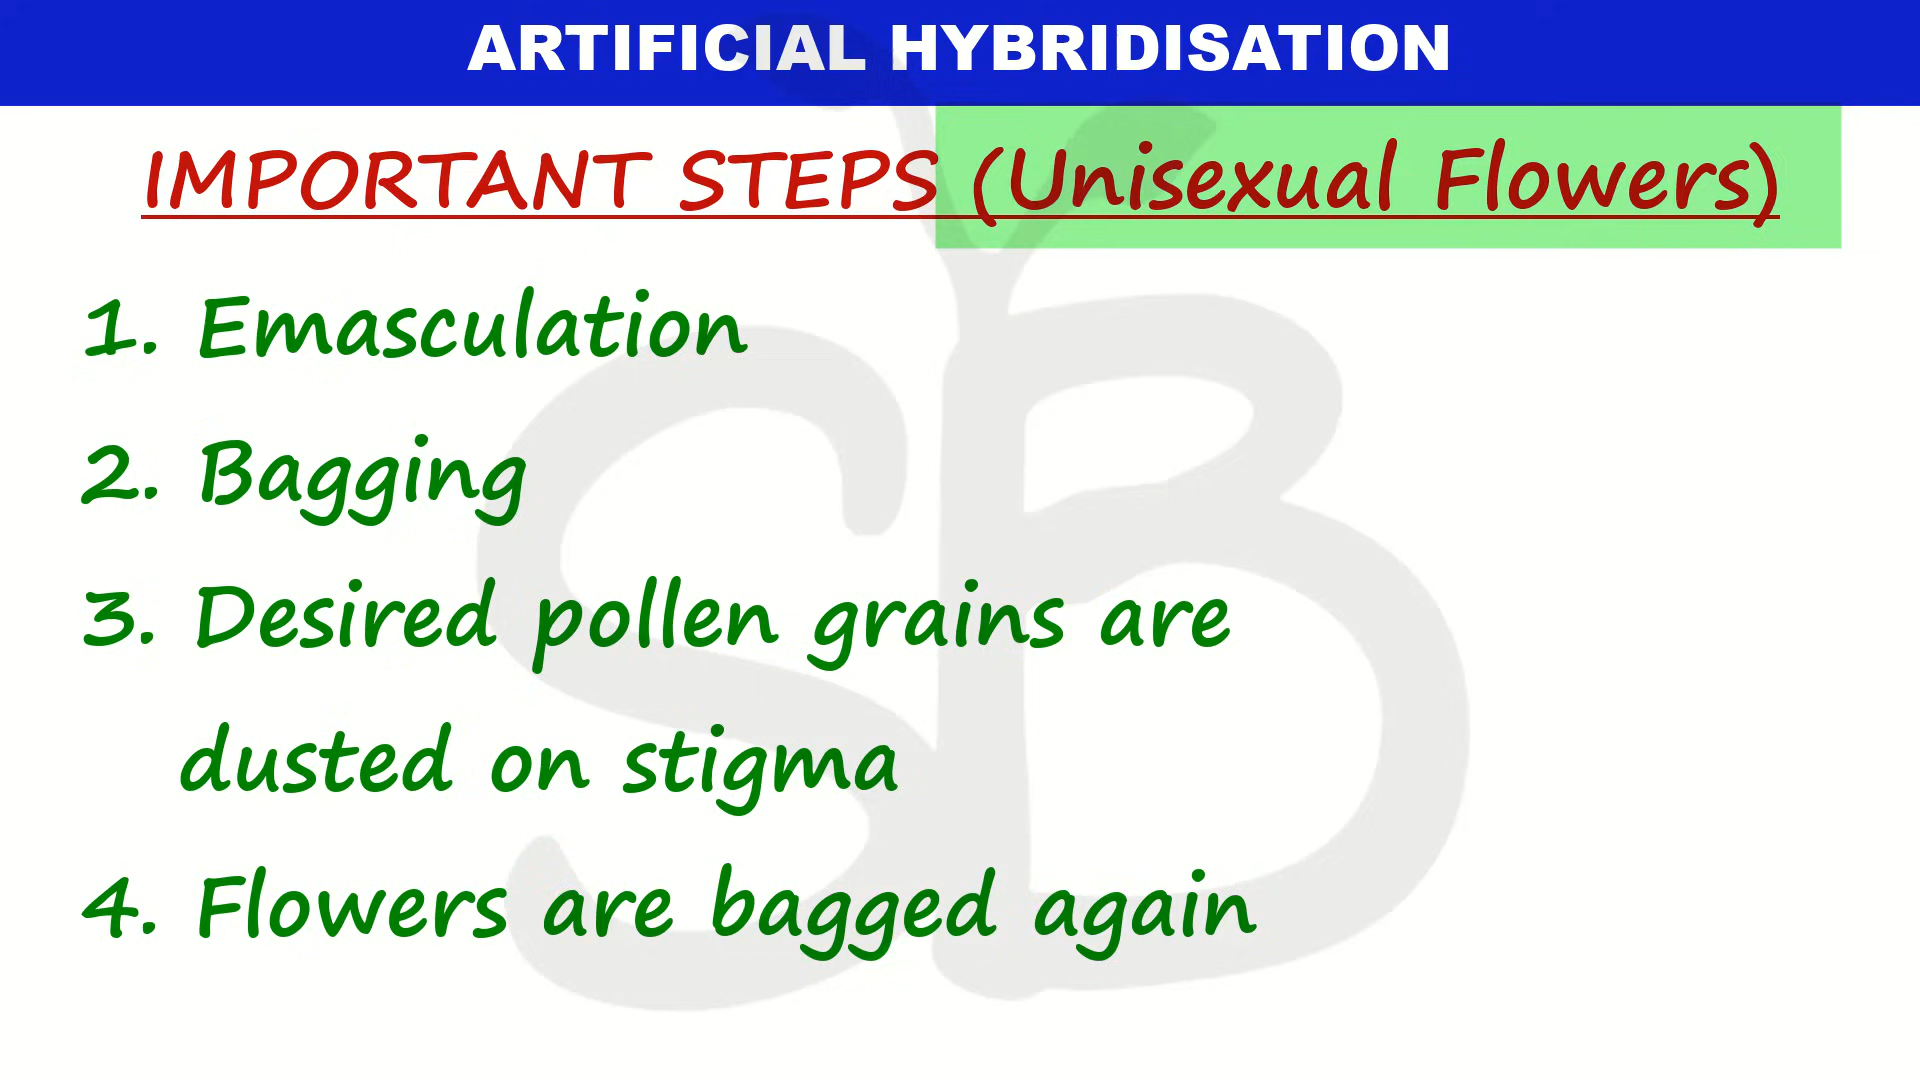 ARTIFICIAL HYBRIDISATION
IMPORTANT STEPS (Unisexual Flowers)
1. Emasculation
2. Bagging
3. Desired pollen grains are
dusted on stigma
4. Flowers are bagged again
SB